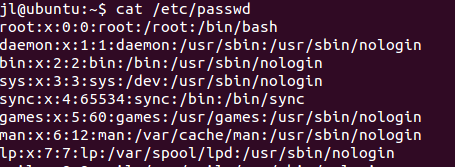 jl@ubuntu:~$ cat /etc/passwd
root:x:0:0:root:/root:/bin/bash
daemon:x:1:1:daemon:/usr/sbin:/usr/sbin/nologin
bin:x:2:2:bin:/bin:/usr/sbin/nologin
sys:x:3:3:sys:/dev:/usr/sbin/nologin
sync:x:4:65534:sync:/bin:/bin/sync
games:x:5:60:games:/usr/games:/usr/sbin/nologin
man:x:6:12:man:/var/cache/man:/usr/sbin/nologin
lp:x:7:7:lp:/var/spool/lpd:/usr/sbin/nologin